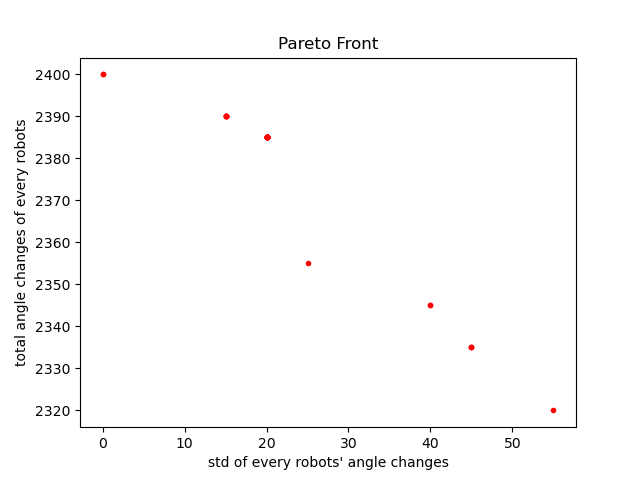 Pareto Front
total angle changes of every robots
2400
2390
2380
2370
2360
2350
2340
2330
2320
0 10 20 30 40 50
std of every robots' angle changes